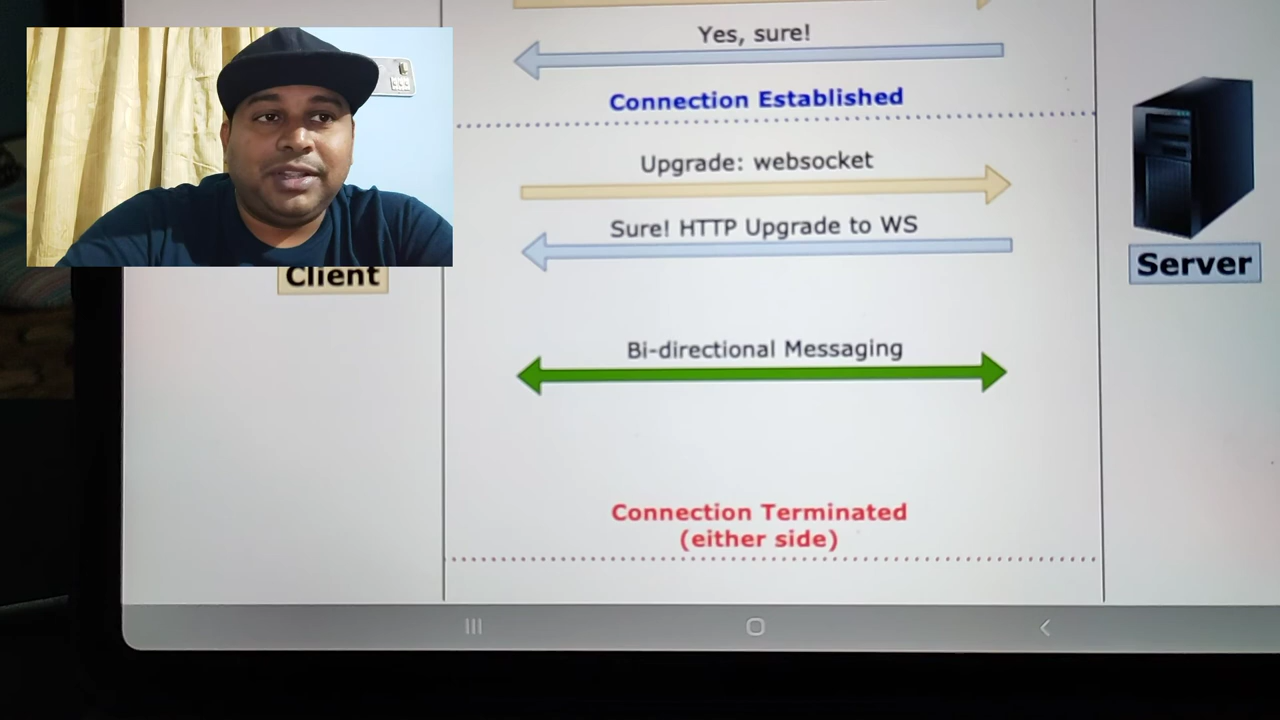 Yes, sure!
Connection Established
Upgrade: websocket
Sure! HTTP Upgrade to WS
Client
Server
Bi-directional Messaging
Connection Terminated
(either side)